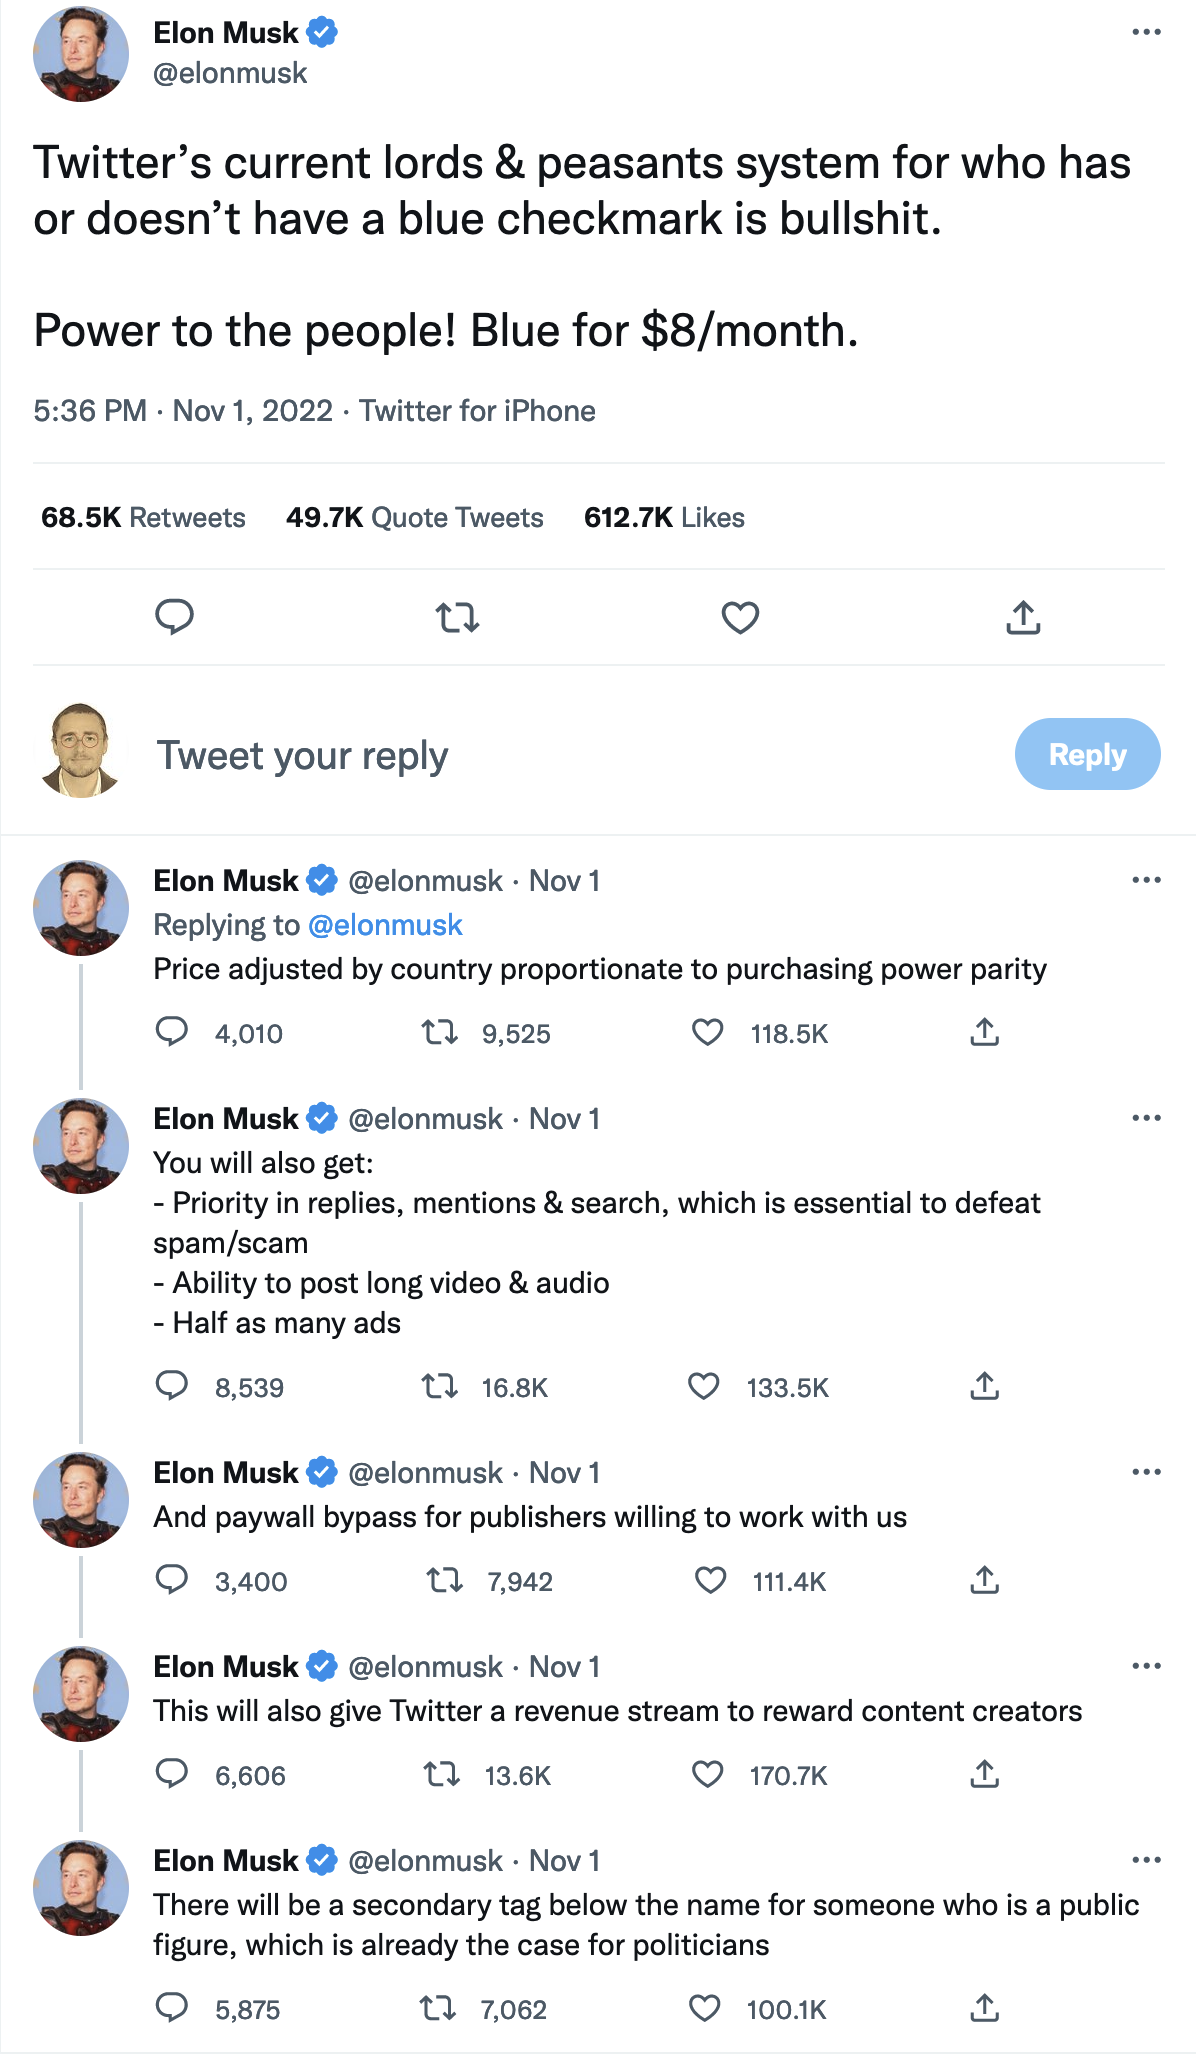 Elon Musk
@elonmusk
Twitter’s current lords & peasants system for who has
or doesn’t have a blue checkmark is bullshit.
Power to the people! Blue for $8/month.
5:36 PM · Nov 1, 2022 · Twitter for iPhone
68.5K Retweets 49.7K Quote Tweets 612.7K Likes
Tweet your reply
Reply
Elon Musk @elonmusk · Nov 1
Replying to @elonmusk
Price adjusted by country proportionate to purchasing power parity
4,010 9,525 118.5K
Elon Musk @elonmusk · Nov 1
You will also get:
- Priority in replies, mentions & search, which is essential to defeat
spam/scam
- Ability to post long video & audio
- Half as many ads
8,539 16.8K 133.5K
Elon Musk @elonmusk · Nov 1
And paywall bypass for publishers willing to work with us
3,400 7,942 111.4K
Elon Musk @elonmusk · Nov 1
This will also give Twitter a revenue stream to reward content creators
6,606 13.6K 170.7K
Elon Musk @elonmusk · Nov 1
There will be a secondary tag below the name for someone who is a public
figure, which is already the case for politicians
5,875 7,062 100.1K